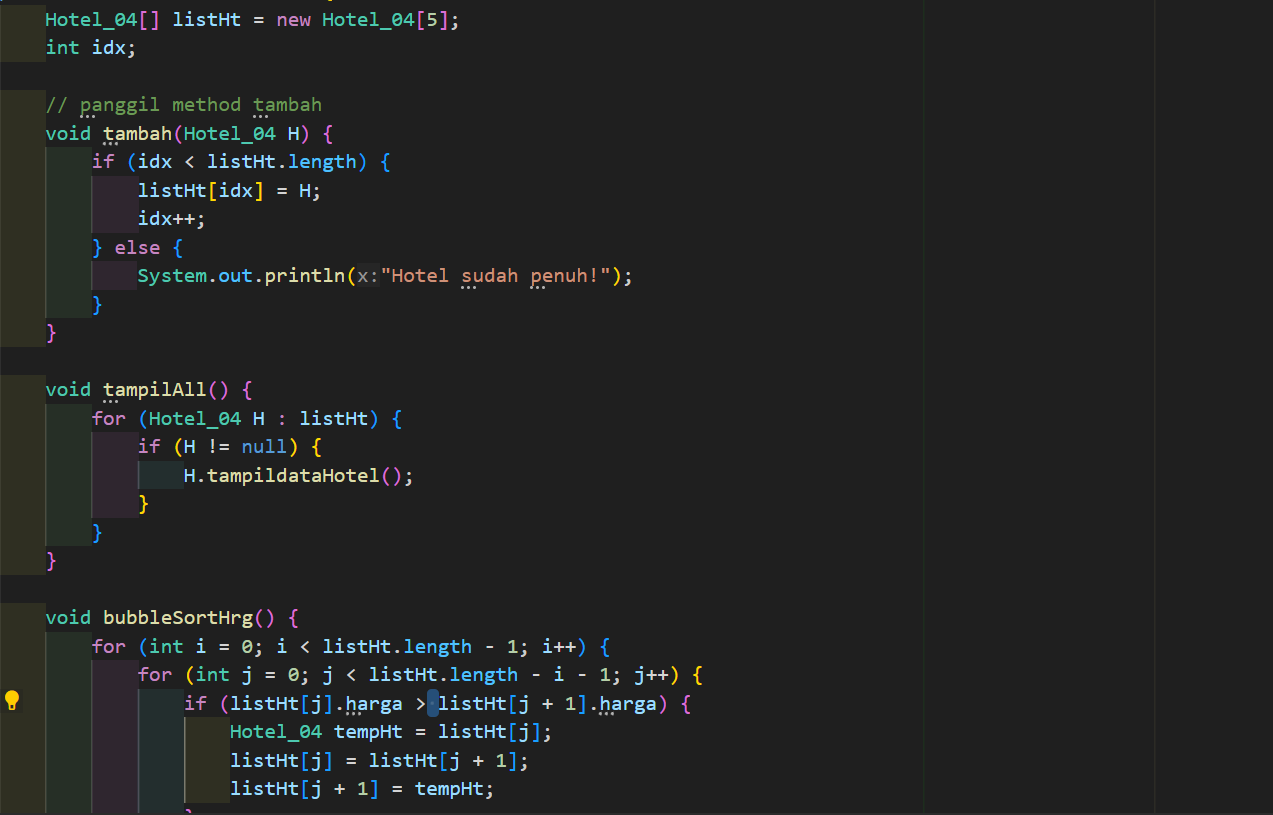 Hotel_04[] listHt = new Hotel_04[5];
int idx;
// panggil method tambah
void tambah(Hotel_04 H) {
if (idx < listHt.length) {
listHt[idx] = H;
idx++;
} else {
System.out.println(x:"Hotel sudah penuh!");
}
}
void tampilAll() {
for (Hotel_04 H : listHt) {
if (H != null) {
H.tampildataHotel();
}
}
}
void bubbleSortHrg() {
for (int i = 0; i < listHt.length - 1; i++) {
for (int j = 0; j < listHt.length - i - 1; j++) {
if (listHt[j].harga > listHt[j + 1].harga) {
Hotel_04 tempHt = listHt[j];
listHt[j] = listHt[j + 1];
listHt[j + 1] = tempHt;